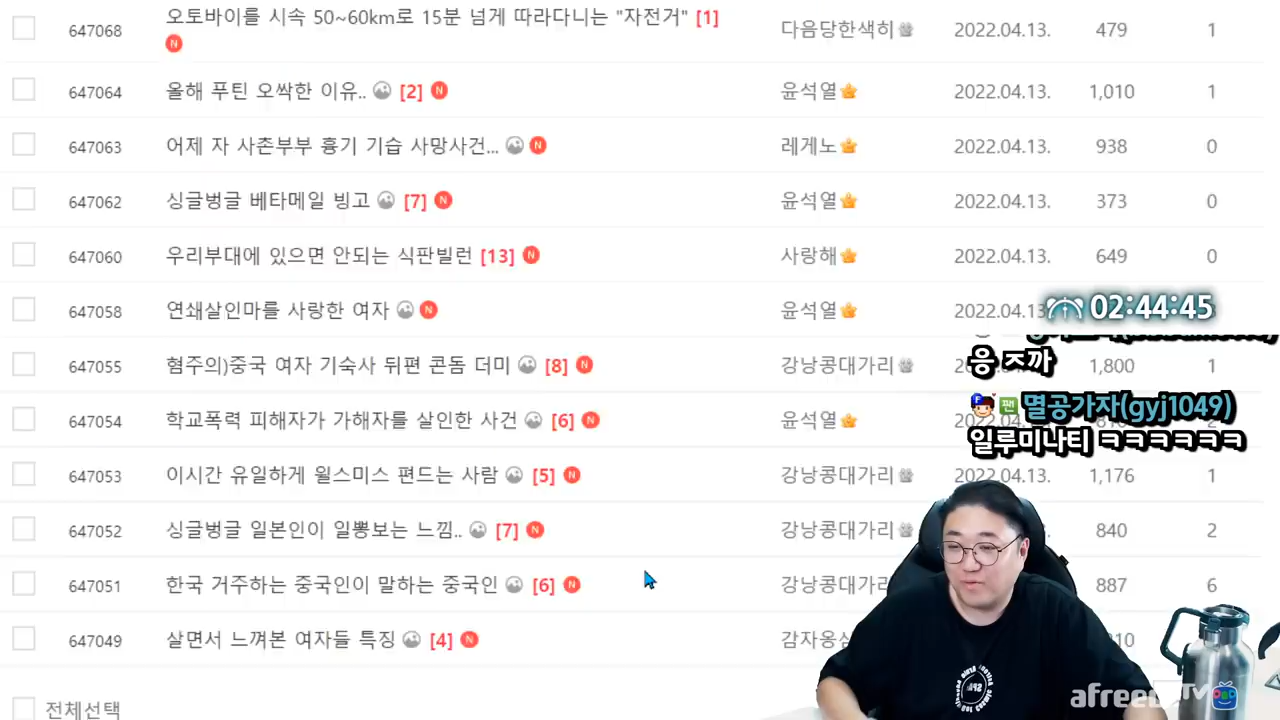 오토바이를 시속 50~60km로 15분 넘게 따라다니는 "자전거" [1]
N
647068 다음당한색히 2022.04.13. 479 1
647064 올해 푸틴 오싹한 이유.. [2] N 윤석열 2022.04.13. 1,010 1
647063 어제 자 사촌부부 흉기 기습 사망사건... N 레게노 2022.04.13. 938 0
647062 싱글벙글 베타메일 빙고 [7] N 윤석열 2022.04.13. 373 0
647060 우리부대에 있으면 안되는 식판빌런 [13] N 사랑해 2022.04.13. 649 0
647058 연쇄살인마를 사랑한 여자 N 윤석열 2022.04.13
02:44:45
647055 혐주의)중국 여자 기숙사 뒤편 콘돔 더미 [8] N 강남콩대가리 1,800 1
응 ㅈ까
647054 학교폭력 피해자가 가해자를 살인한 사건 [6] N 윤석열
멸공가자(gyj1049)
일루미나티 ㅋㅋㅋㅋㅋㅋ
647053 이시간 유일하게 윌스미스 편드는 사람 [5] N 강낭콩대가리 2022.04.13. 1,176 1
647052 싱글벙글 일본인이 일뽕보는 느낌.. [7] N 강낭콩대가리 840 2
647051 한국 거주하는 중국인이 말하는 중국인 [6] N 강낭콩대가 887 6
647049 살면서 느껴본 여자들 특징 [4] N 감자옹심
전체선택